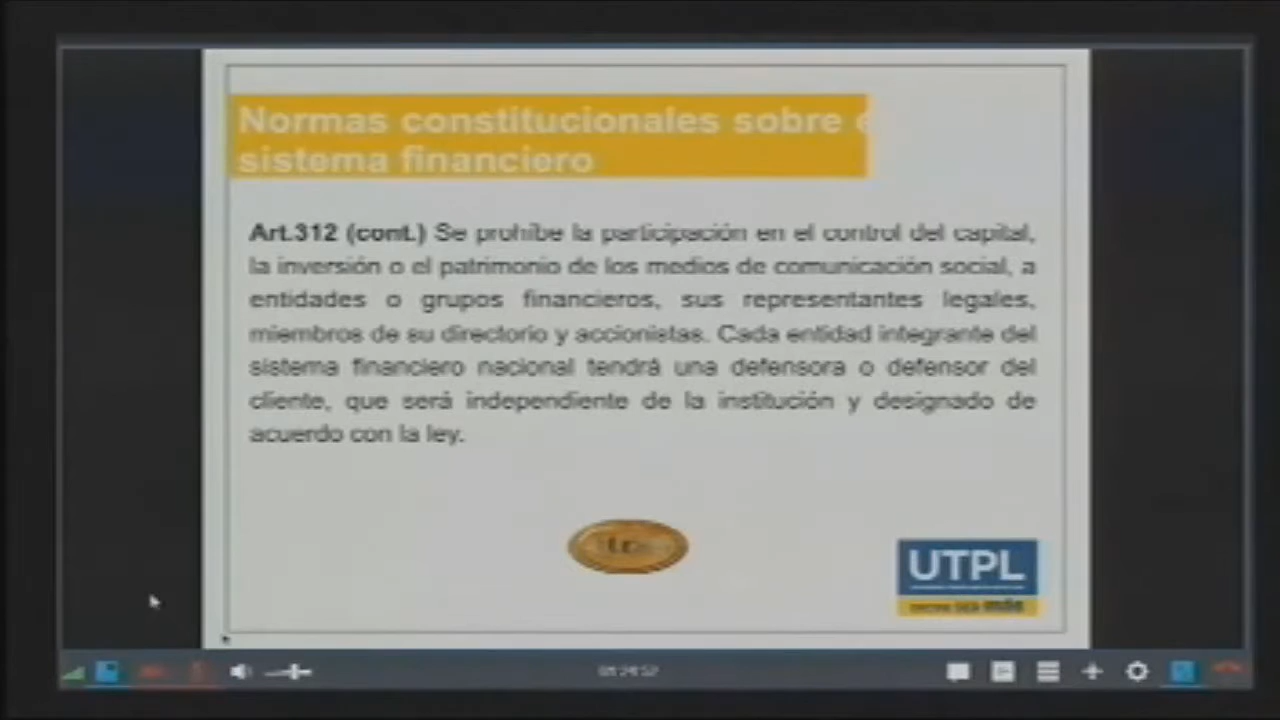 Normas constitucionales sobre e
sistema financiero
Art.312 (cont.) Se prohíbe la participación en el control del capital,
la inversión o el patrimonio de los medios de comunicación social, a
entidades o grupos financieros, sus representantes legales,
miembros de su directorio y accionistas. Cada entidad integrante del
sistema financiero nacional tendrá una defensora o defensor del
cliente, que será independiente de la institución y designado de
acuerdo con la ley.
UTPL
más